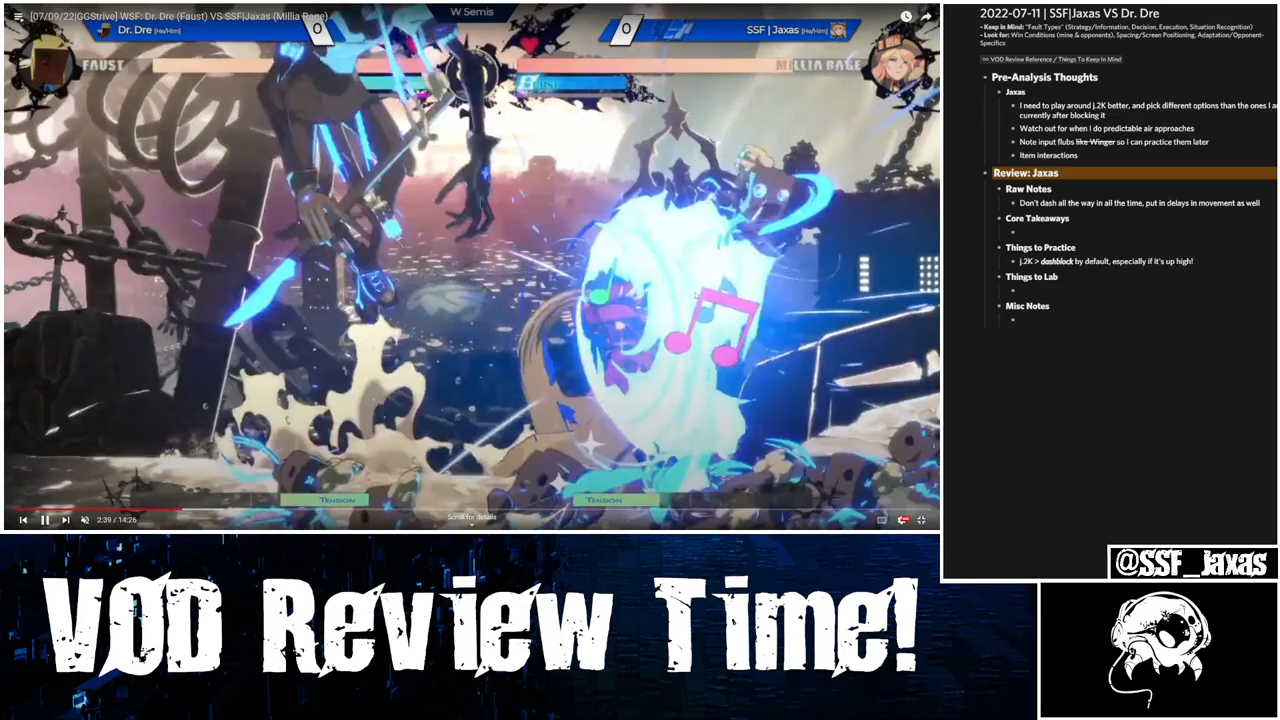 [07/09/22|GGStrive] WSF: Dr. Dre (Faust) VS SSF|Jaxas (Millia Rage)
W Semis
Dr. Dre [He/Him]
0
0
SSF | Jaxas [He/Him]
FAUST
MILLIA RAGE
Burst
TENSION
TENSION
2:39 / 14:26
Scroll for details
2022-07-11 | SSF|Jaxas VS Dr. Dre
- Keep in Mind: "Fault Types" (Strategy/Information, Decision, Execution, Situation Recognition)
- Look for: Win Conditions (mine & opponents), Spacing/Screen Positioning, Adaptation/Opponent-
Specifics
VOD Review Reference / Things To Keep In Mind
Pre-Analysis Thoughts
Jaxas
I need to play around j.2K better, and pick different options than the ones I a
currently after blocking it
Watch out for when I do predictable air approaches
Note input flubs like Winger so I can practice them later
Item interactions
Review: Jaxas
Raw Notes
Don't dash all the way in all the time, put in delays in movement as well
Core Takeaways
Things to Practice
j.2K > dashblock by default, especially if it's up high!
Things to Lab
Misc Notes
@SSF_Jaxas
VOD Review Time!